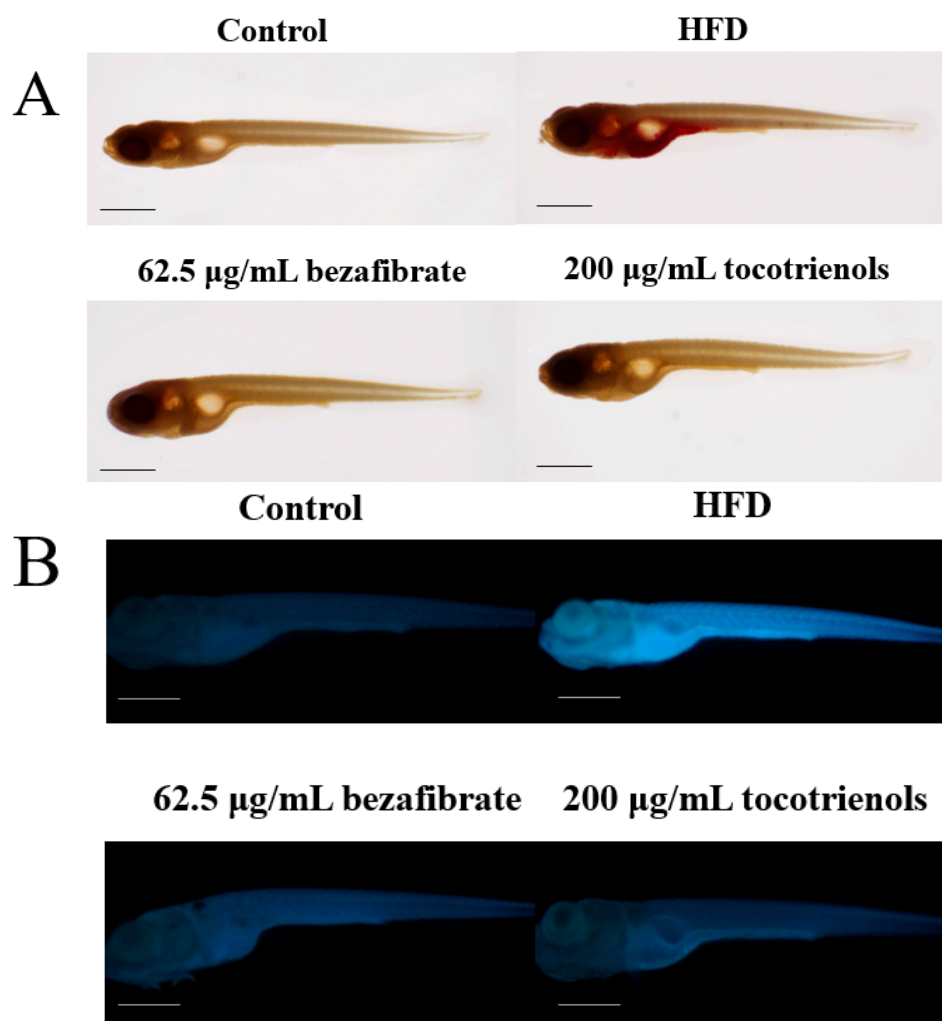 Control HFD
A
62.5 μg/mL bezafibrate 200 μg/mL tocotrienols
Control HFD
B
62.5 μg/mL bezafibrate 200 μg/mL tocotrienols